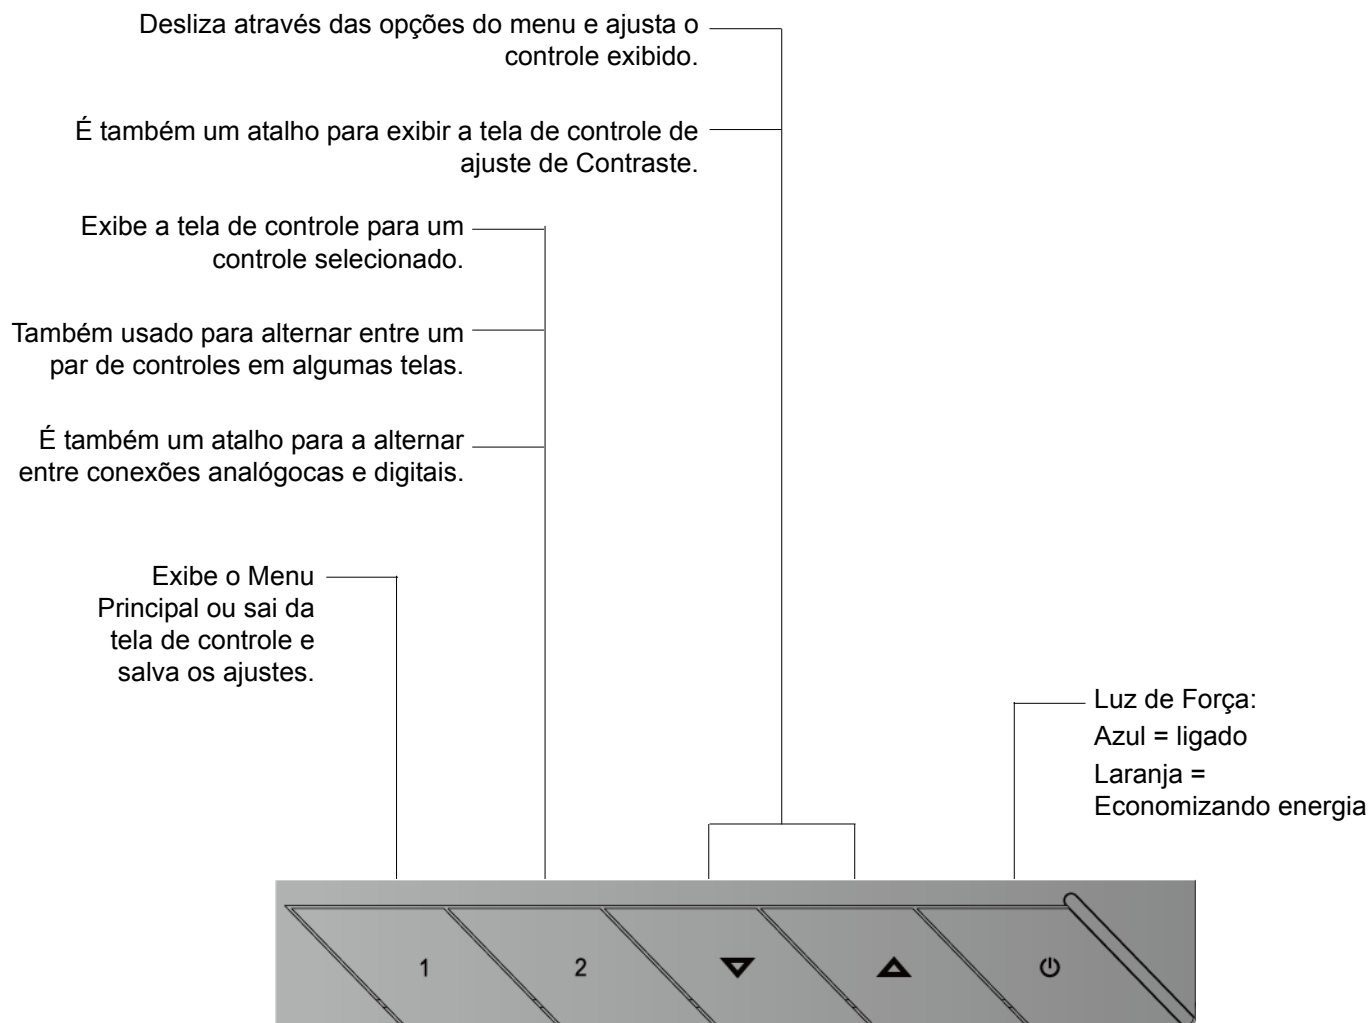 Desliza através das opções do menu e ajusta o
controle exibido.
É também um atalho para exibir a tela de controle de
ajuste de Contraste.
Exibe a tela de controle para um
controle selecionado.
Também usado para alternar entre um
par de controles em algumas telas.
É também um atalho para a alternar
entre conexões analógocas e digitais.
Exibe o Menu
Principal ou sai da
tela de controle e
salva os ajustes.
Luz de Força:
Azul = ligado
Laranja =
Economizando energia
1 2